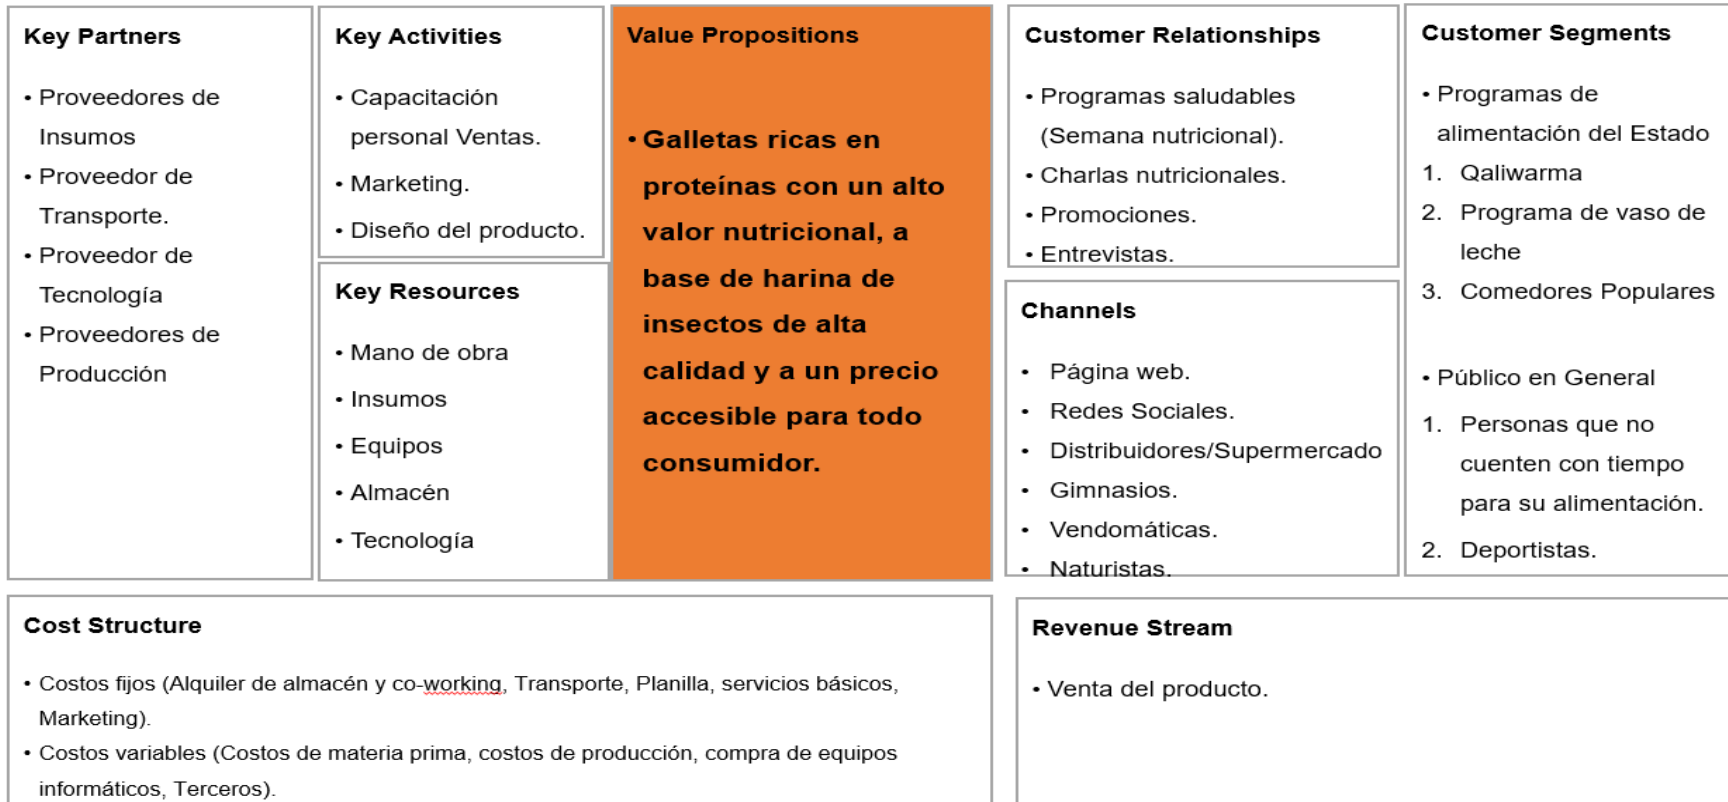 Key Partners
• Proveedores de
Insumos
• Proveedor de
Transporte.
• Proveedor de
Tecnología
• Proveedores de
Producción
Key Activities
• Capacitación
personal Ventas.
• Marketing.
• Diseño del producto.
Key Resources
• Mano de obra
• Insumos
• Equipos
• Almacén
• Tecnología
Value Propositions
• Galletas ricas en
proteínas con un alto
valor nutricional, a
base de harina de
insectos de alta
calidad y a un precio
accesible para todo
consumidor.
Customer Relationships
• Programas saludables
(Semana nutricional).
• Charlas nutricionales.
• Promociones.
• Entrevistas.
Channels
• Página web.
• Redes Sociales.
• Distribuidores/Supermercado
• Gimnasios.
• Vendomáticas.
• Naturistas.
Customer Segments
• Programas de
alimentación del Estado
1. Qaliwarma
2. Programa de vaso de
leche
3. Comedores Populares
• Público en General
1. Personas que no
cuenten con tiempo
para su alimentación.
2. Deportistas.
Cost Structure
• Costos fijos (Alquiler de almacén y co-working, Transporte, Planilla, servicios básicos,
Marketing).
• Costos variables (Costos de materia prima, costos de producción, compra de equipos
informáticos, Terceros).
Revenue Stream
• Venta del producto.